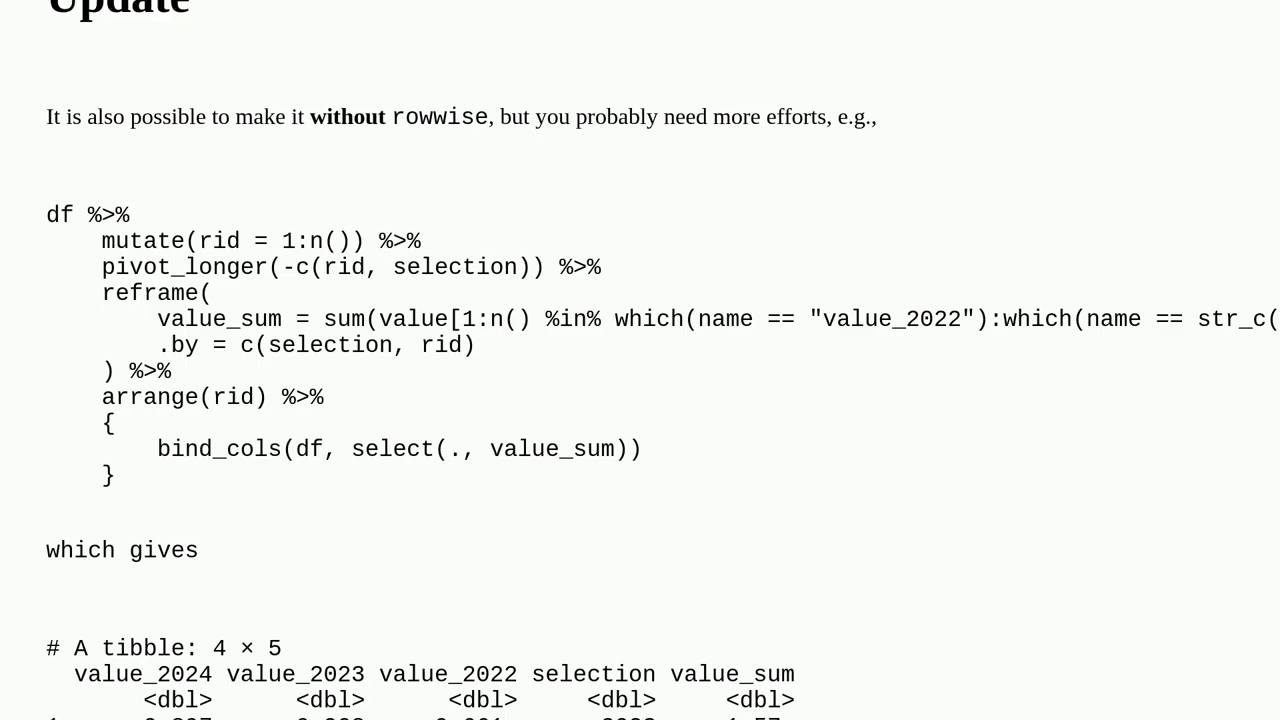 Update
It is also possible to make it without rowwise, but you probably need more efforts, e.g.,
df %>%
    mutate(rid = 1:n()) %>%
    pivot_longer(-c(rid, selection)) %>%
    reframe(
        value_sum = sum(value[1:n() %in% which(name == "value_2022"):which(name == str_c(
        .by = c(selection, rid)
    ) %>%
    arrange(rid) %>%
    {
        bind_cols(df, select(., value_sum))
    }
which gives
# A tibble: 4 × 5
  value_2024 value_2023 value_2022 selection value_sum
       <dbl>      <dbl>      <dbl>     <dbl>     <dbl>